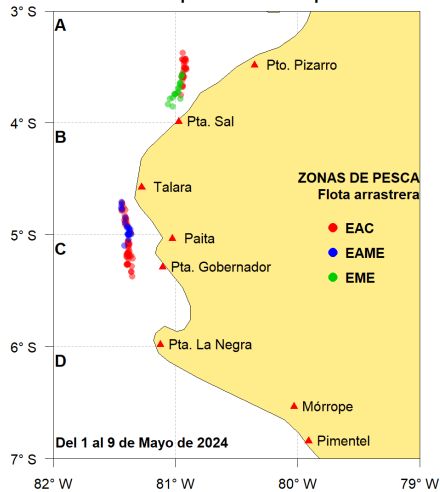 3° S
A
Pto. Pizarro
4° S
Pta. Sal
B
ZONAS DE PESCA
Flota arrastrera
Talara
EAC
5° S
Paita
C
EAME
Pta. Gobernador
EME
6° S
Pta. La Negra
D
Mórrope
Del 1 al 9 de Mayo de 2024
Pimentel
7° S
82° W
81° W
80° W
79° W